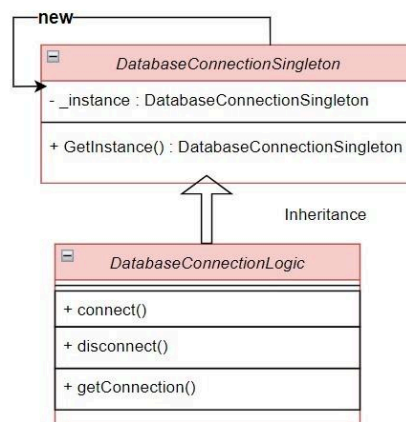 new
DatabaseConnectionSingleton
- _instance : DatabaseConnectionSingleton
+ GetInstance() : DatabaseConnectionSingleton
Inheritance
DatabaseConnectionLogic
+ connect()
+ disconnect()
+ getConnection()